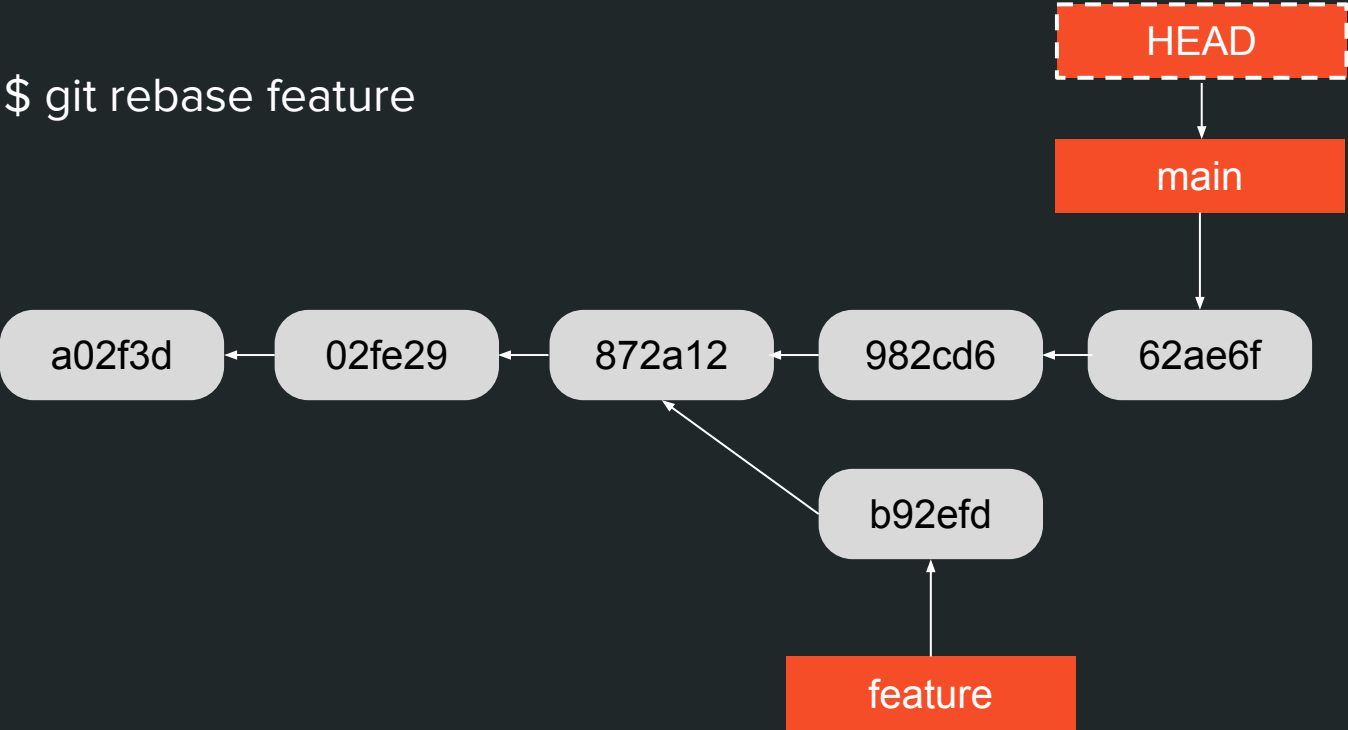 HEAD
$ git rebase feature
main
a02f3d
02fe29
872a12
982cd6
62ae6f
b92efd
feature